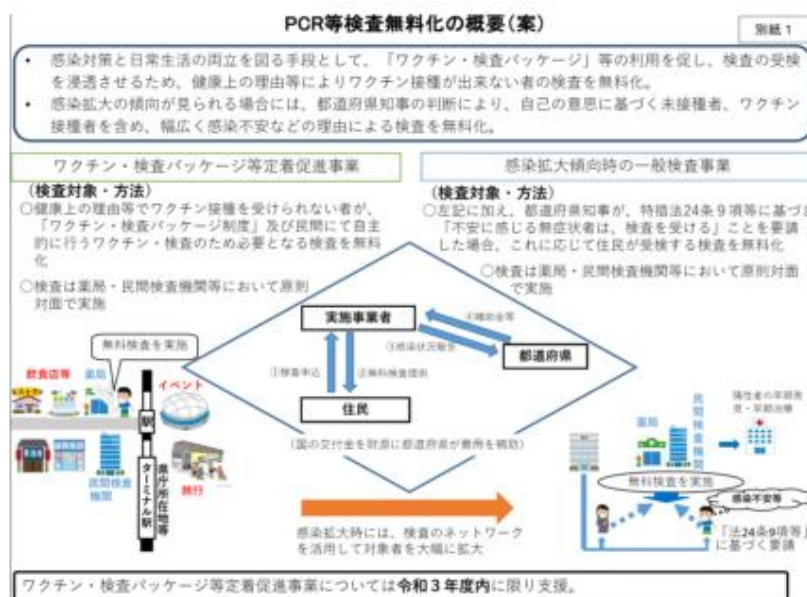 PCR等検査無料化の概要(案)
別紙1
• 感染対策と日常生活の両立を図る手段として、「ワクチン・検査パッケージ」等の利用を促し、検査の受検
を浸透させるため、健康上の理由等によりワクチン接種が出来ない者の検査を無料化。
• 感染拡大の傾向が見られる場合には、都道府県知事の判断により、自己の意思に基づく未接種者、ワクチン
接種者を含め、幅広く感染不安などの理由による検査を無料化。
ワクチン・検査パッケージ等定着促進事業
(検査対象・方法)
○健康上の理由等でワクチン接種を受けられない者が、
「ワクチン・検査パッケージ制度」及び民間にて自主
的に行うワクチン・検査のため必要となる検査を無料
化
○検査は薬局・民間検査機関等において原則
対面で実施
感染拡大傾向時の一般検査事業
(検査対象・方法)
○左記に加え、都道府県知事が、特措法24条9項等に基づき
「不安に感じる無症状者は、検査を受ける」ことを要請
した場合、これに応じて住民が受検する検査を無料化
○検査は薬局・民間検査機関等において原則対面
で実施
実施事業者
④補助金等
③感染状況報告
都道府県
①検査申込
②無料検査提供
住民
(国の交付金を財源に都道府県が費用を補助)
無料検査を実施
飲食店等
薬局
イベント
駅
民間検査
機関
ターミナル駅
県庁所在地等
旅行
感染拡大時には、検査のネットワーク
を活用して対象者を大幅に拡大
薬局
民間検査機関
陽性者の早期発
見・早期治療
無料検査を実施
感染不安等
「法24条9項等」
に基づく要請
ワクチン・検査パッケージ等定着促進事業については令和3年度内に限り支援。